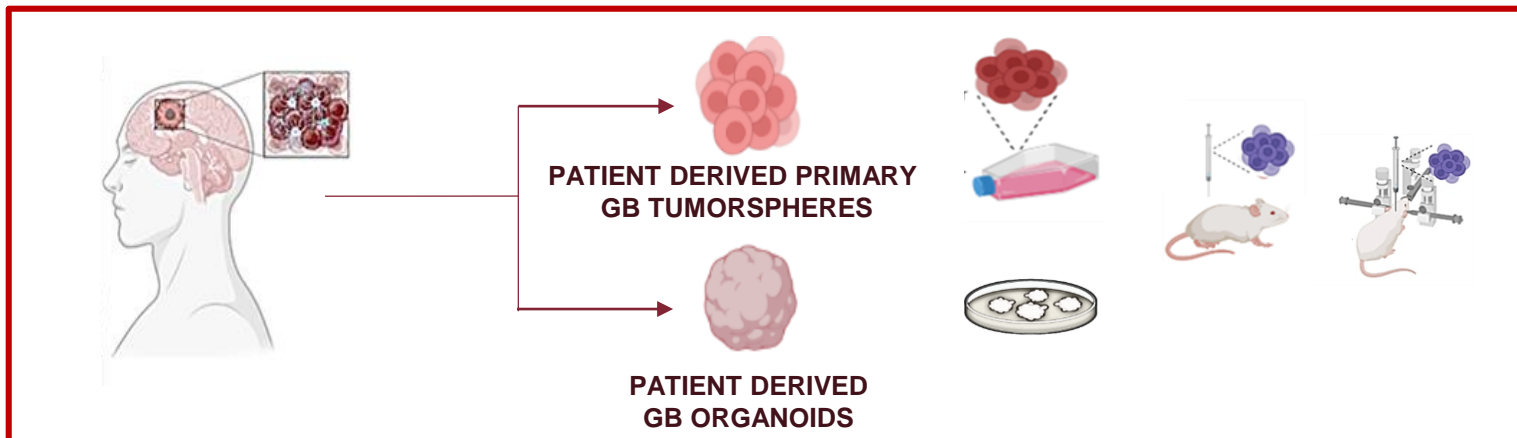 PATIENT DERIVED PRIMARY
GB TUMORSPHERES
PATIENT DERIVED
GB ORGANOIDS